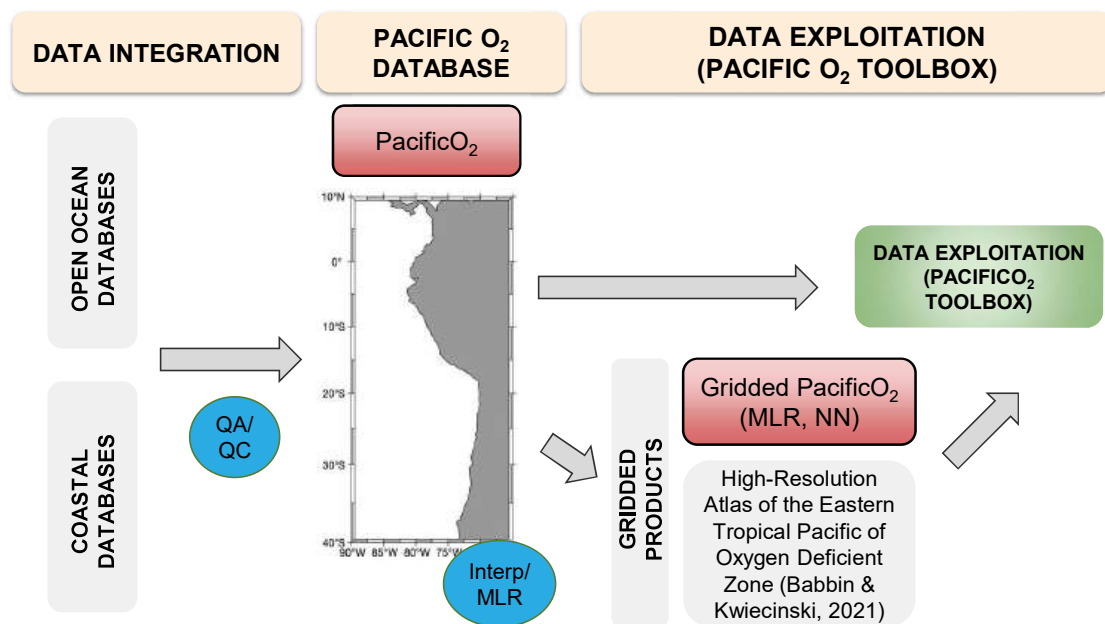 DATA INTEGRATION
PACIFIC O₂
DATABASE
DATA EXPLOITATION
(PACIFIC O₂ TOOLBOX)
OPEN OCEAN
DATABASES
COASTAL
DATABASES
QA/
QC
PacificO₂
10°N
0°
10°S
20°S
30°S
40°S
90°W 85°W 80°W 75°W
Interp/
MLR
DATA EXPLOITATION
(PACIFICO₂
TOOLBOX)
GRIDDED
PRODUCTS
Gridded PacificO₂
(MLR, NN)
High-Resolution
Atlas of the Eastern
Tropical Pacific of
Oxygen Deficient
Zone (Babbin &
Kwiecinski, 2021)